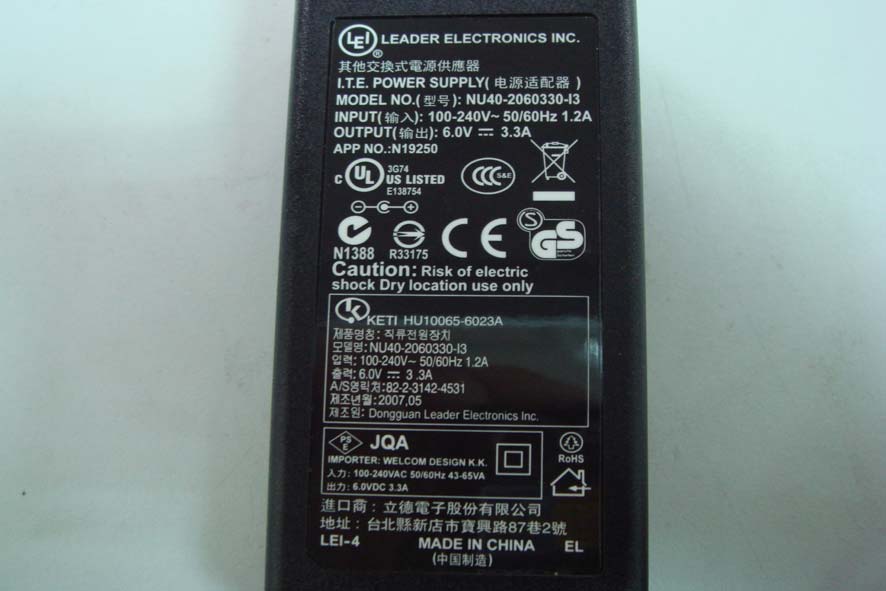 LEI ® LEADER ELECTRONICS INC.
其他交換式電源供應器
I.T.E. POWER SUPPLY( 电源适配器 )
MODEL NO.(型号): NU40-2060330-I3
INPUT(输入): 100-240V~ 50/60Hz 1.2A
OUTPUT(输出): 6.0V ⎓ 3.3A
APP NO.:N19250
C UL US LISTED 3G74 E138754
CCC S&E
N1388
R33175
CE
S GS
Caution: Risk of electric
shock Dry location use only
KETI HU10065-6023A
제품명칭: 직류전원장치
모델명: NU40-2060330-I3
입력: 100-240V~ 50/60Hz 1.2A
출력: 6.0V ⎓ 3.3A
A/S영락처:82-2-3142-4531
제조년월: 2007,05
제조원: Dongguan Leader Electronics Inc.
PS E JQA
IMPORTER: WELCOM DESIGN K.K.
入力: 100-240VAC 50/60Hz 43-65VA
出力: 6.0VDC 3.3A
RoHS
進口商：立德電子股份有限公司
地址：台北縣新店市寶興路87巷2號
LEI-4 MADE IN CHINA EL
(中国制造)